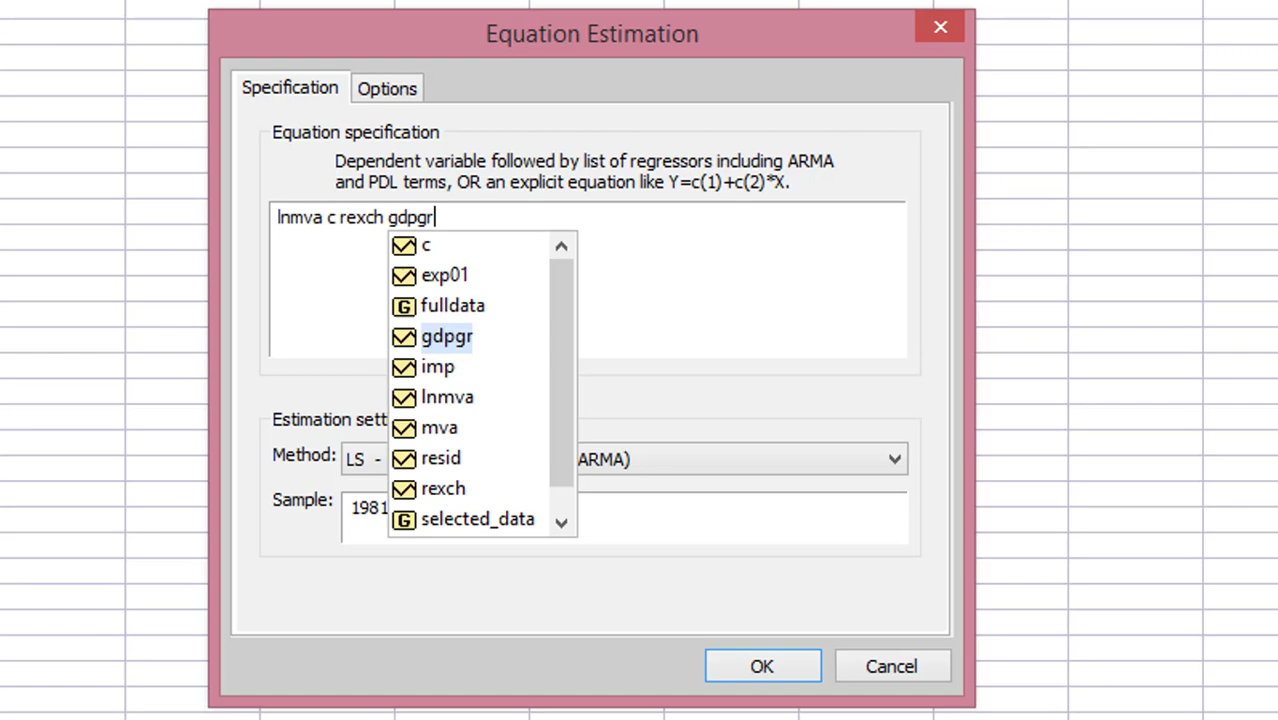 Equation Estimation
Specification
Options
Equation specification
Dependent variable followed by list of regressors including ARMA
and PDL terms, OR an explicit equation like Y=c(1)+c(2)*X.
lnmva c rexch gdpgr
c
exp01
G fulldata
gdpgr
imp
lnmva
mva
resid
rexch
G selected_data
Estimation sett
Method: LS - ARMA)
Sample: 1981
OK
Cancel